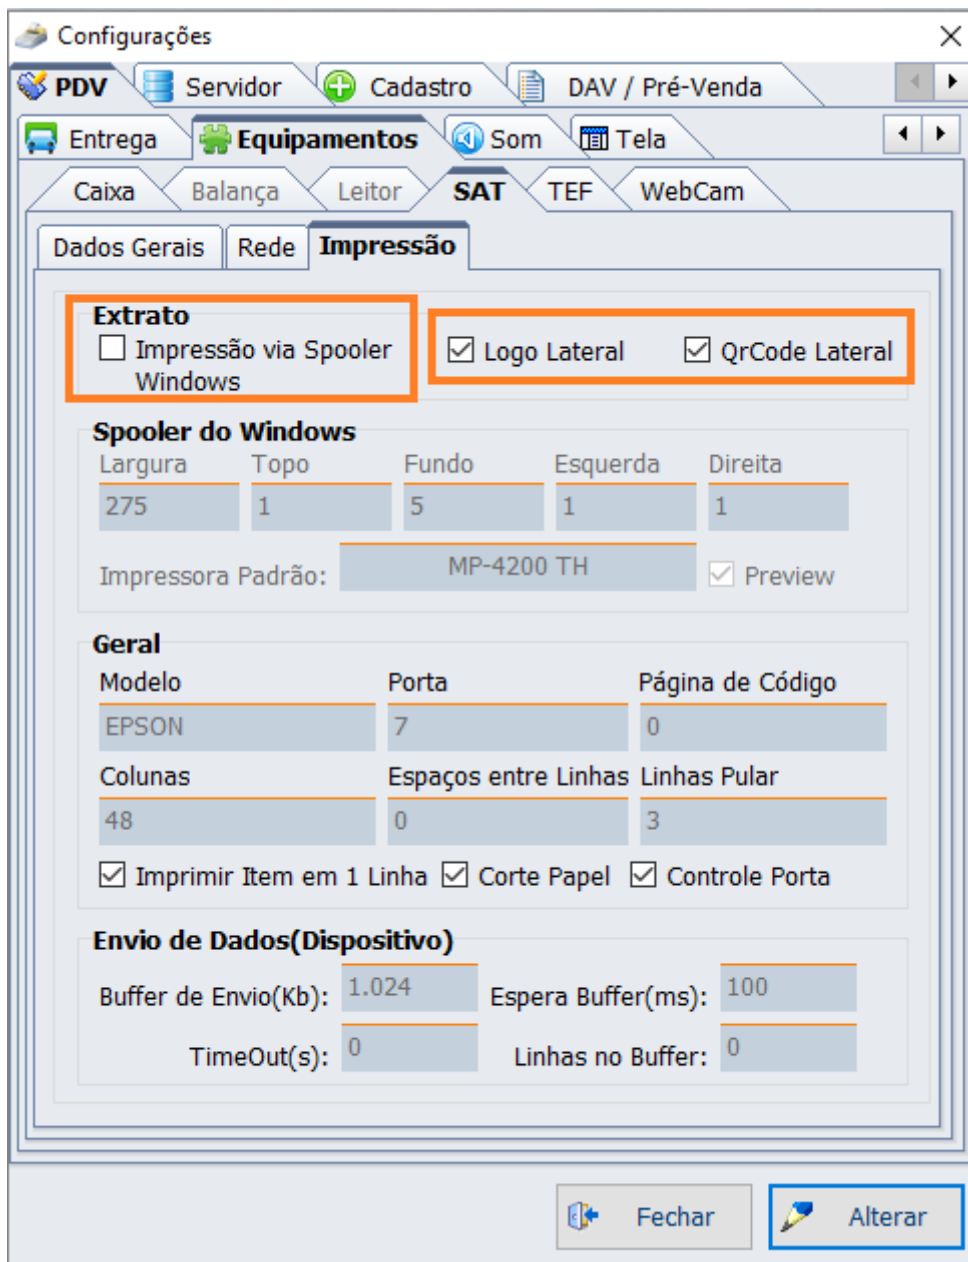 Configurações
PDV Servidor Cadastro DAV / Pré-Venda
Entrega Equipamentos Som Tela
Caixa Balança Leitor SAT TEF WebCam
Dados Gerais Rede Impressão
Extrato
Impressão via Spooler Windows
Logo Lateral QrCode Lateral
Spooler do Windows
Largura Topo Fundo Esquerda Direita
275 1 5 1 1
Impressora Padrão: MP-4200 TH Preview
Geral
Modelo Porta Página de Código
EPSON 7 0
Colunas Espaços entre Linhas Linhas Pular
48 0 3
Imprimir Item em 1 Linha Corte Papel Controle Porta
Envio de Dados(Dispositivo)
Buffer de Envio(Kb): 1.024 Espera Buffer(ms): 100
TimeOut(s): 0 Linhas no Buffer: 0
Fechar Alterar